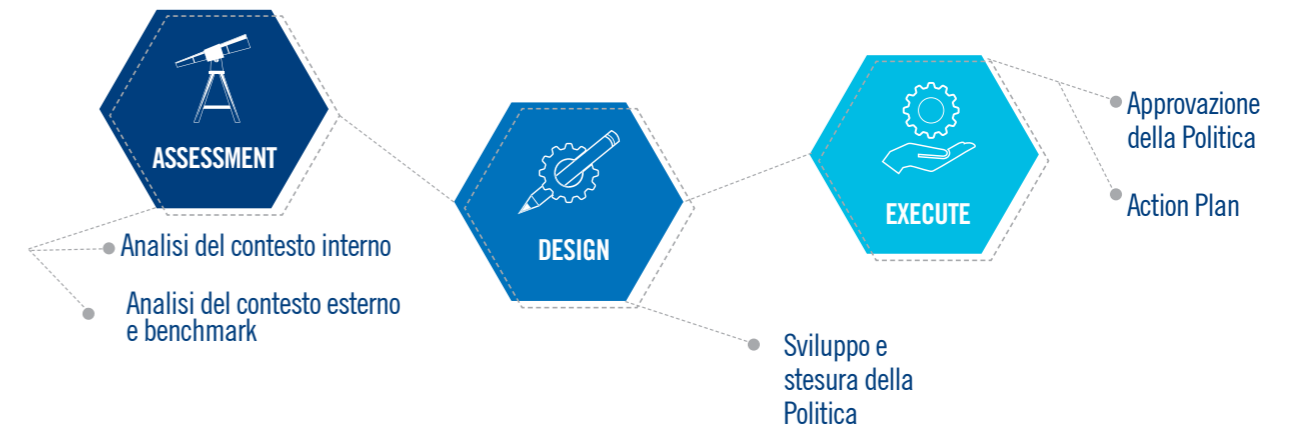 ASSESSMENT
Analisi del contesto interno
Analisi del contesto esterno
e benchmark
DESIGN
Sviluppo e
stesura della
Politica
EXECUTE
Approvazione
della Politica
Action Plan